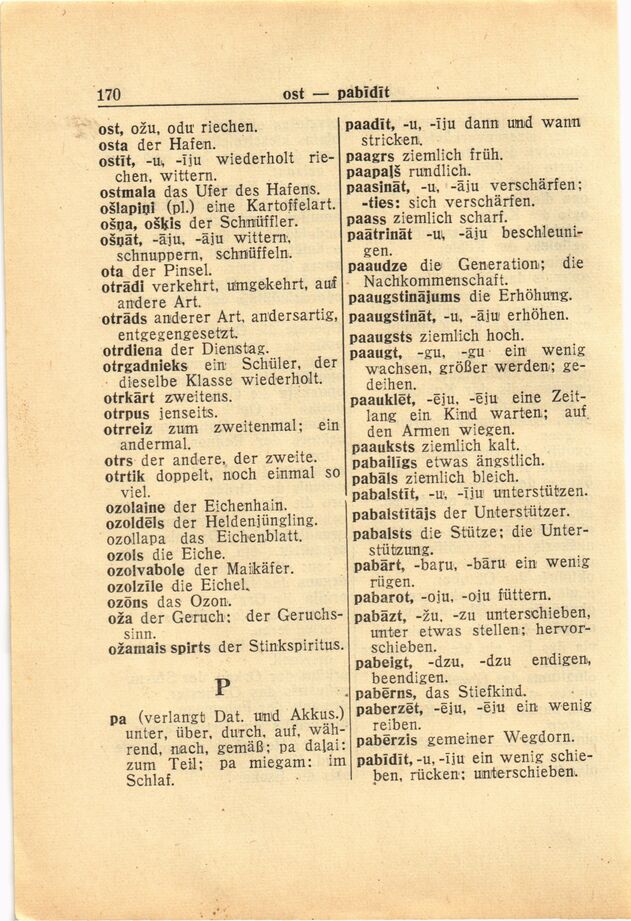 170
ost — pabīdīt
ost, ožu, odu riechen.
osta der Hafen.
ostīt, -u, -īju wiederholt rie-
chen, wittern.
ostmala das Ufer des Hafens.
ošlapiņi (pl.) eine Kartoffelart.
ošņa, oškis der Schnüffler.
ošņāt, -āju, -āju wittern,
schnuppern, schnüffeln.
ota der Pinsel.
otrādi verkehrt, umgekehrt, auf
andere Art.
otrāds anderer Art, andersartig,
entgegengesetzt.
otrdiena der Dienstag.
otrgadnieks ein Schüler, der
dieselbe Klasse wiederholt.
otrkārt zweitens.
otrpus jenseits.
otrreiz zum zweitenmal; ein
andermal.
otrs der andere, der zweite.
otrtik doppelt, noch einmal so
viel.
ozolaine der Eichenhain.
ozoldēls der Heldenjüngling.
ozollapa das Eichenblatt.
ozols die Eiche.
ozolvabole der Maikäfer.
ozolzīle die Eichel.
ozōns das Ozon.
oža der Geruch; der Geruchs-
sinn.
ožamais spirts der Stinkspiritus.
P
pa (verlangt Dat. und Akkus.)
unter, über, durch, auf, wäh-
rend, nach, gemäß; pa daļai:
zum Teil; pa miegam: im
Schlaf.
paadīt, -u, -īju dann und wann
stricken.
paagrs ziemlich früh.
paapaļš rundlich.
paasināt, -u, -āju verschärfen;
-ties: sich verschärfen.
paass ziemlich scharf.
paātrināt -u, -āju beschleuni-
gen.
paaudze die Generation; die
Nachkommenschaft.
paaugstinājums die Erhöhung.
paaugstināt, -u, -āju erhöhen.
paaugsts ziemlich hoch.
paaugt, -gu, -gu ein wenig
wachsen, größer werden; ge-
deihen.
paauklēt, -ēju, -ēju eine Zeit-
lang ein Kind warten; auf
den Armen wiegen.
paauksts ziemlich kalt.
pabailīgs etwas ängstlich.
pabāls ziemlich bleich.
pabalstīt, -u, -īju unterstützen.
pabalstītājs der Unterstützer.
pabalsts die Stütze; die Unter-
stützung.
pabārt, -baŗu, -bāru ein wenig
rügen.
pabarot, -oju, -oju füttern.
pabāzt, -žu, -zu unterschieben,
unter etwas stellen; hervor-
schieben.
pabeigt, -dzu, -dzu endigen,
beendigen.
pabērns, das Stiefkind.
paberzēt, -ēju, -ēju ein wenig
reiben.
pabērzis gemeiner Wegdorn.
pabīdīt, -u, -īju ein wenig schie-
ben, rücken; unterschieben.